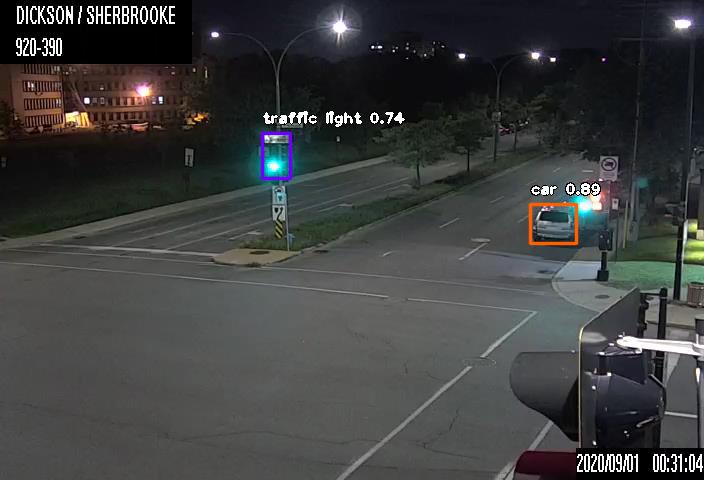 DICKSON / SHERBROOKE
920-390
traffic light 0.74
car 0.89
2020/09/01 00:31:04